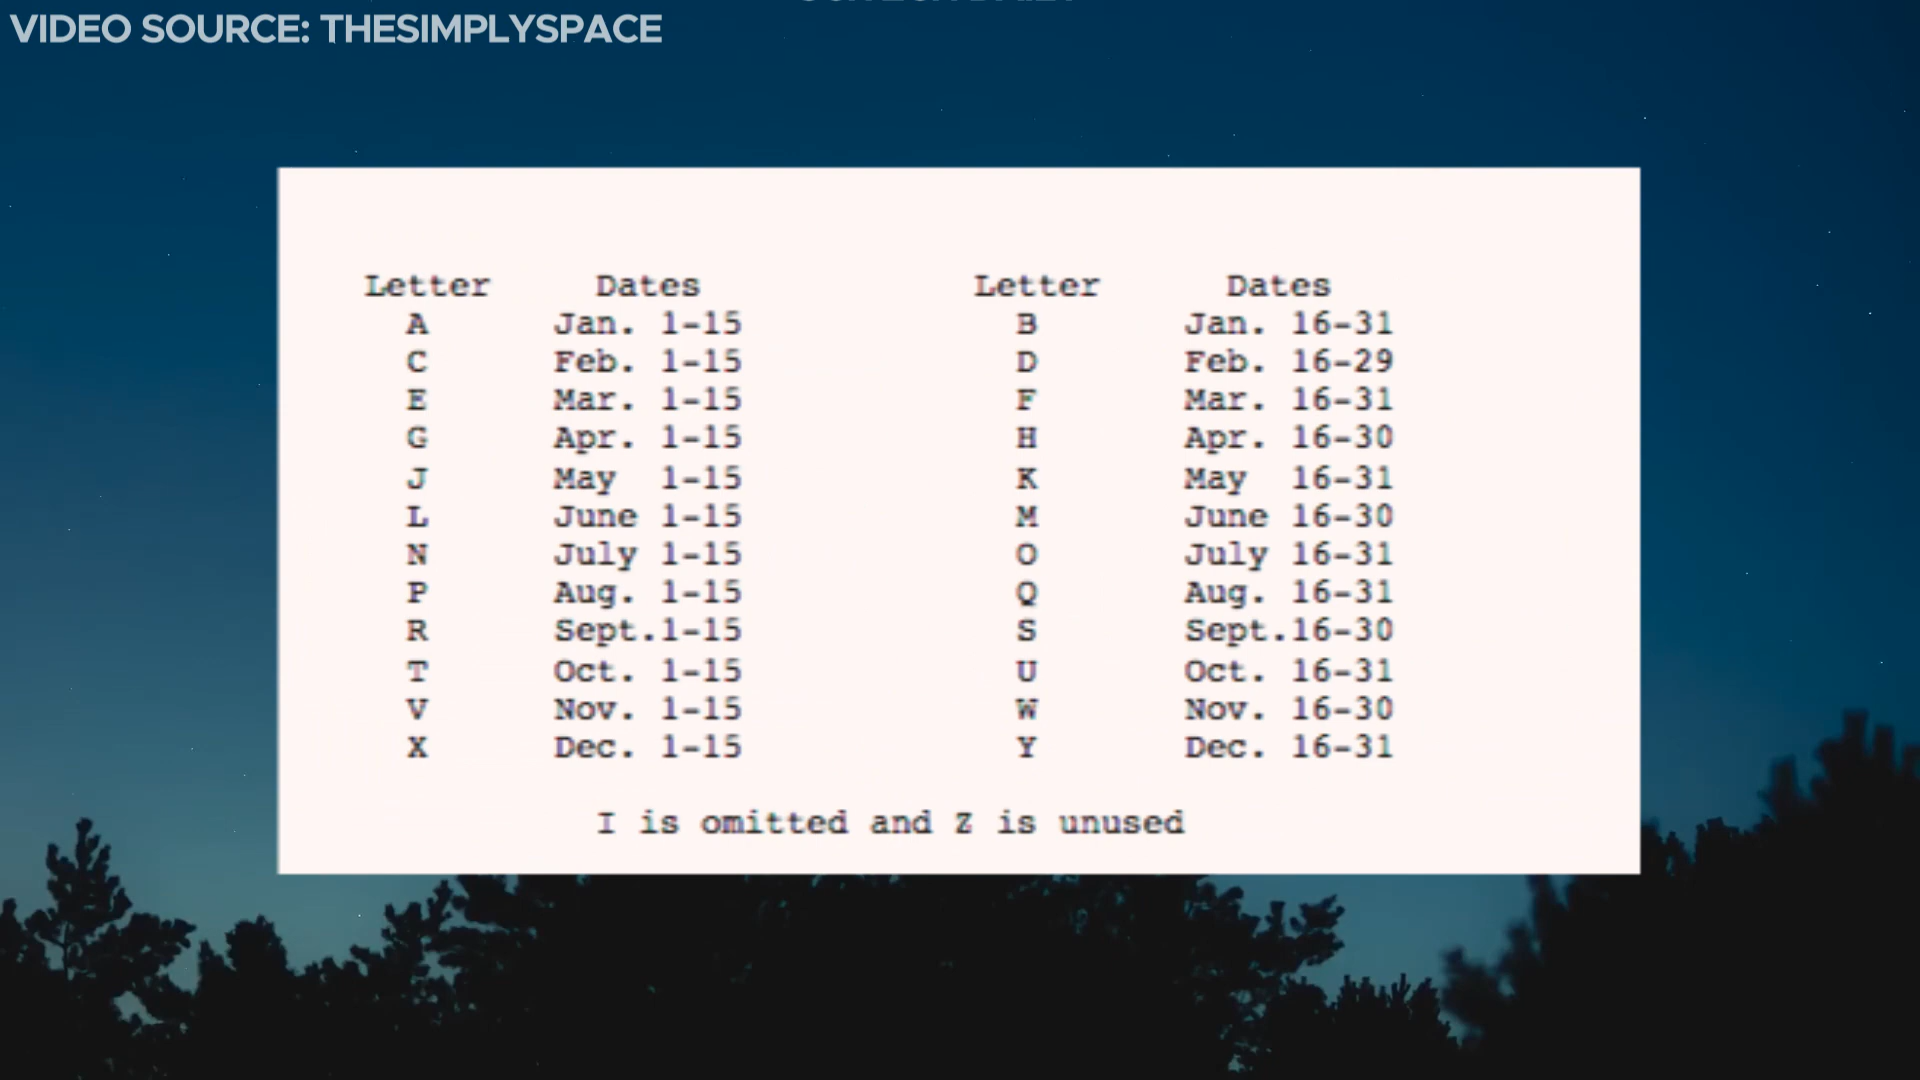 VIDEO SOURCE: THESIMPLYSPACE
Letter Dates Letter Dates
A Jan. 1-15 B Jan. 16-31
C Feb. 1-15 D Feb. 16-29
E Mar. 1-15 F Mar. 16-31
G Apr. 1-15 H Apr. 16-30
J May 1-15 K May 16-31
L June 1-15 M June 16-30
N July 1-15 O July 16-31
P Aug. 1-15 Q Aug. 16-31
R Sept.1-15 S Sept.16-30
T Oct. 1-15 U Oct. 16-31
V Nov. 1-15 W Nov. 16-30
X Dec. 1-15 Y Dec. 16-31
I is omitted and Z is unused